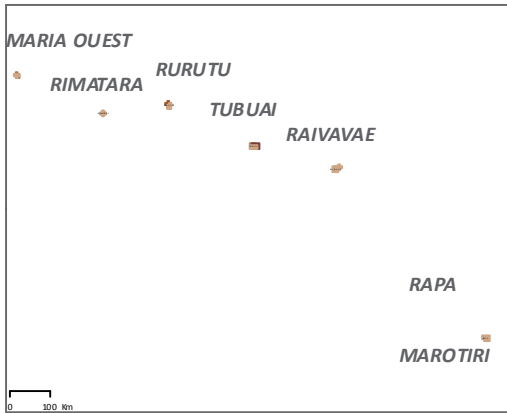 MARIA OUEST
RURUTU
RIMATARA
TUBUAI
RAIVAVAE
RAPA
MAROTIRI
0 100 Km